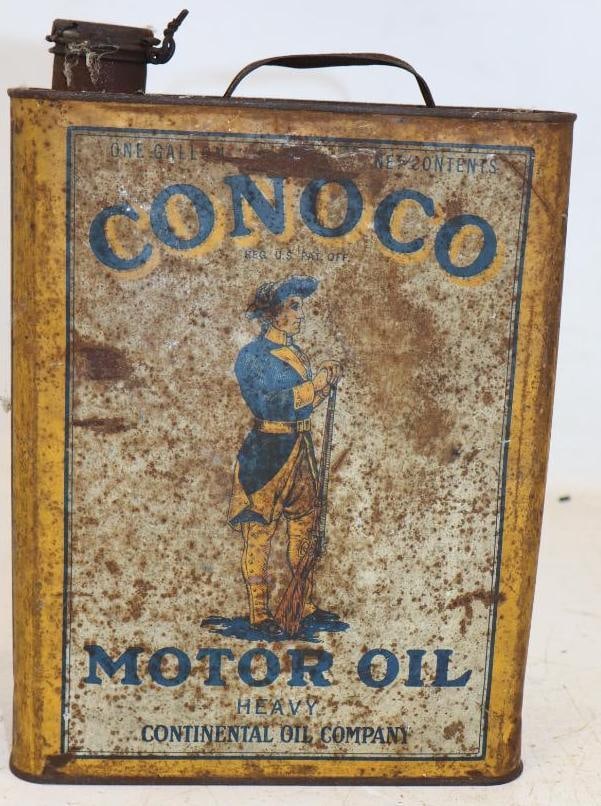 ONE GALLON NET CONTENTS
CONOCO
REG. U.S. PAT. OFF.
MOTOR OIL
HEAVY
CONTINENTAL OIL COMPANY